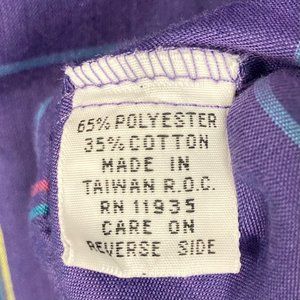 65% POLYESTER
35% COTTON
MADE IN
TAIWAN R.O.C.
RN 11935
CARE ON
REVERSE SIDE